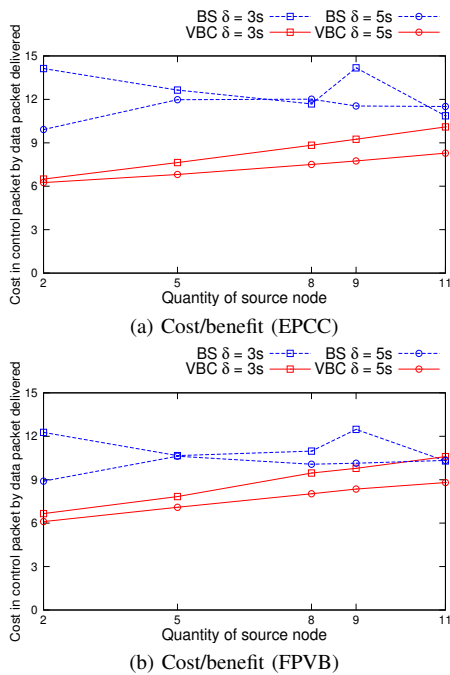 BS δ = 3s BS δ = 5s
VBC δ = 3s VBC δ = 5s
15
12
9
6
3
0
Cost in control packet by data packet delivered
2 5 8 9 11
Quantity of source node
(a) Cost/benefit (EPCC)
BS δ = 3s BS δ = 5s
VBC δ = 3s VBC δ = 5s
15
12
9
6
3
0
Cost in control packet by data packet delivered
2 5 8 9 11
Quantity of source node
(b) Cost/benefit (FPVB)